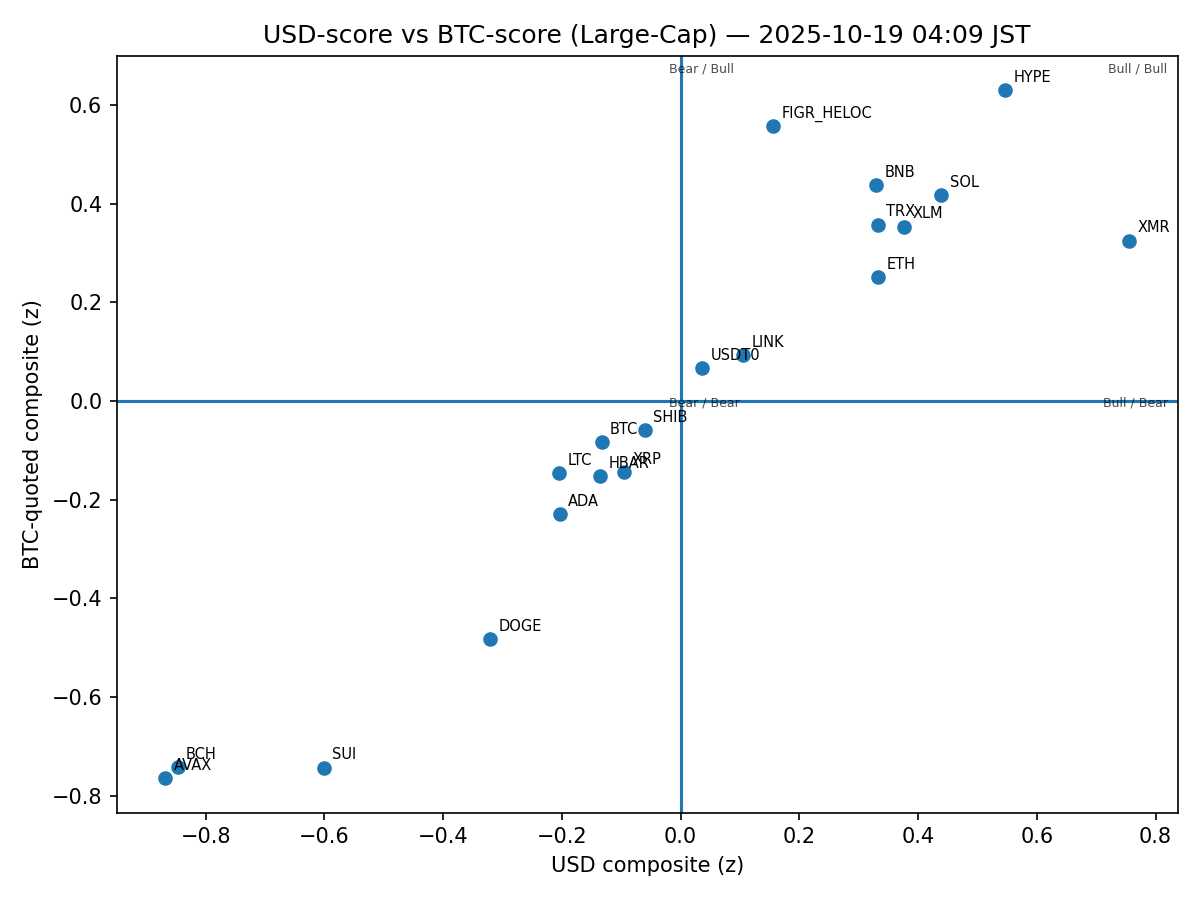 USD-score vs BTC-score (Large-Cap) — 2025-10-19 04:09 JST
Bear / Bull
Bull / Bull
HYPE
FIGR_HELOC
BNB
SOL
TRX
XLM
XMR
ETH
LINK
USDT0
Bear / Bear
Bull / Bear
SHIB
BTC
LTC
HBAR
XRP
ADA
DOGE
BCH
AVAX
SUI
0.6
0.4
0.2
0.0
−0.2
−0.4
−0.6
−0.8
BTC-quoted composite (z)
−0.8
−0.6
−0.4
−0.2
0.0
0.2
0.4
0.6
0.8
USD composite (z)